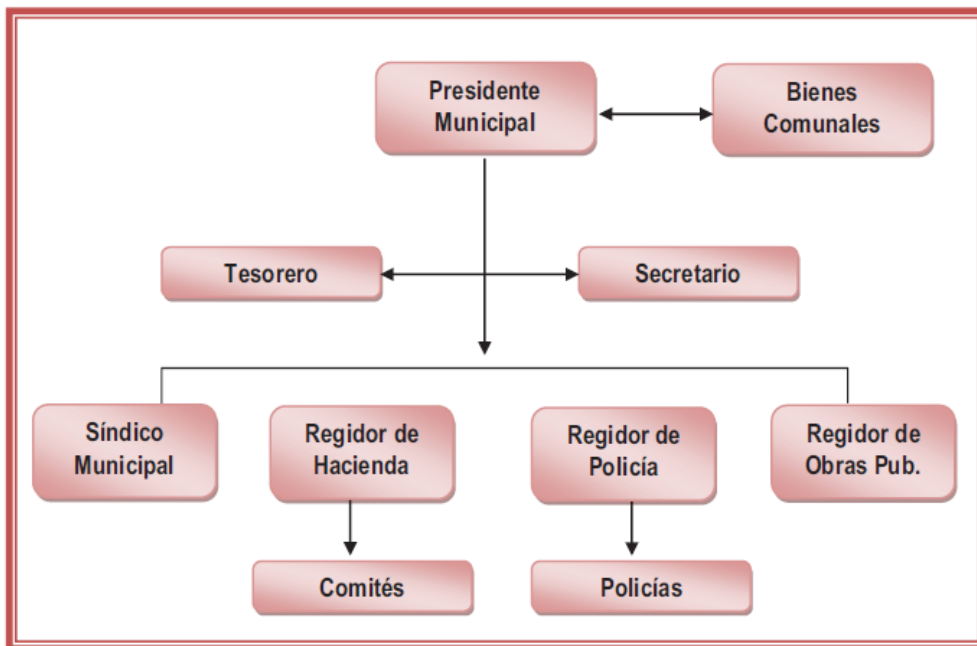 Presidente
Municipal
Bienes
Comunales
Tesorero
Secretario
Síndico
Municipal
Regidor de
Hacienda
Regidor de
Policía
Regidor de
Obras Pub.
Comités
Policías